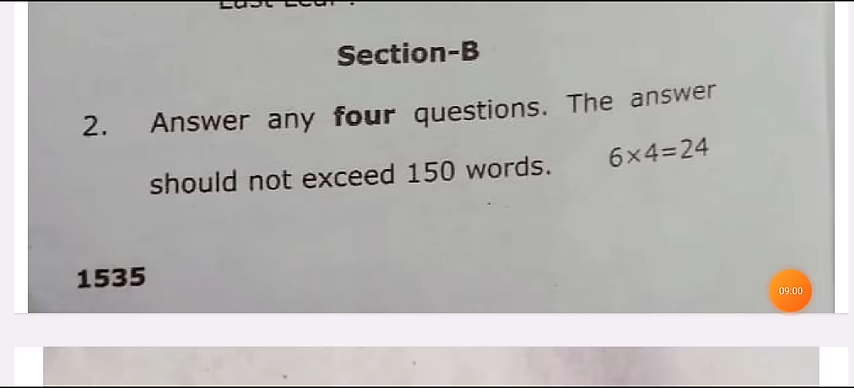 Section-B
2. Answer any four questions. The answer
should not exceed 150 words. 6×4=24
1535
09:00